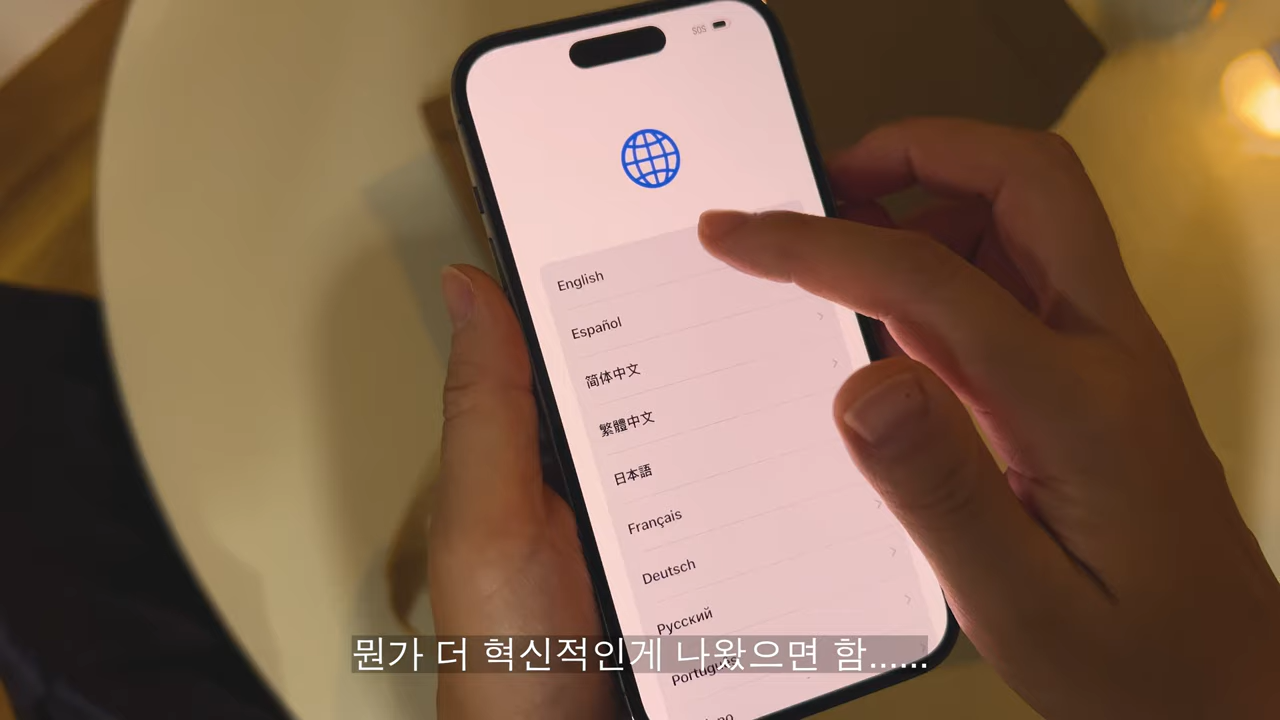 SOS
English
Español
简体中文
繁體中文
日本語
Français
Deutsch
Русский
Português
뭔가 더 혁신적인게 나왔으면 함......